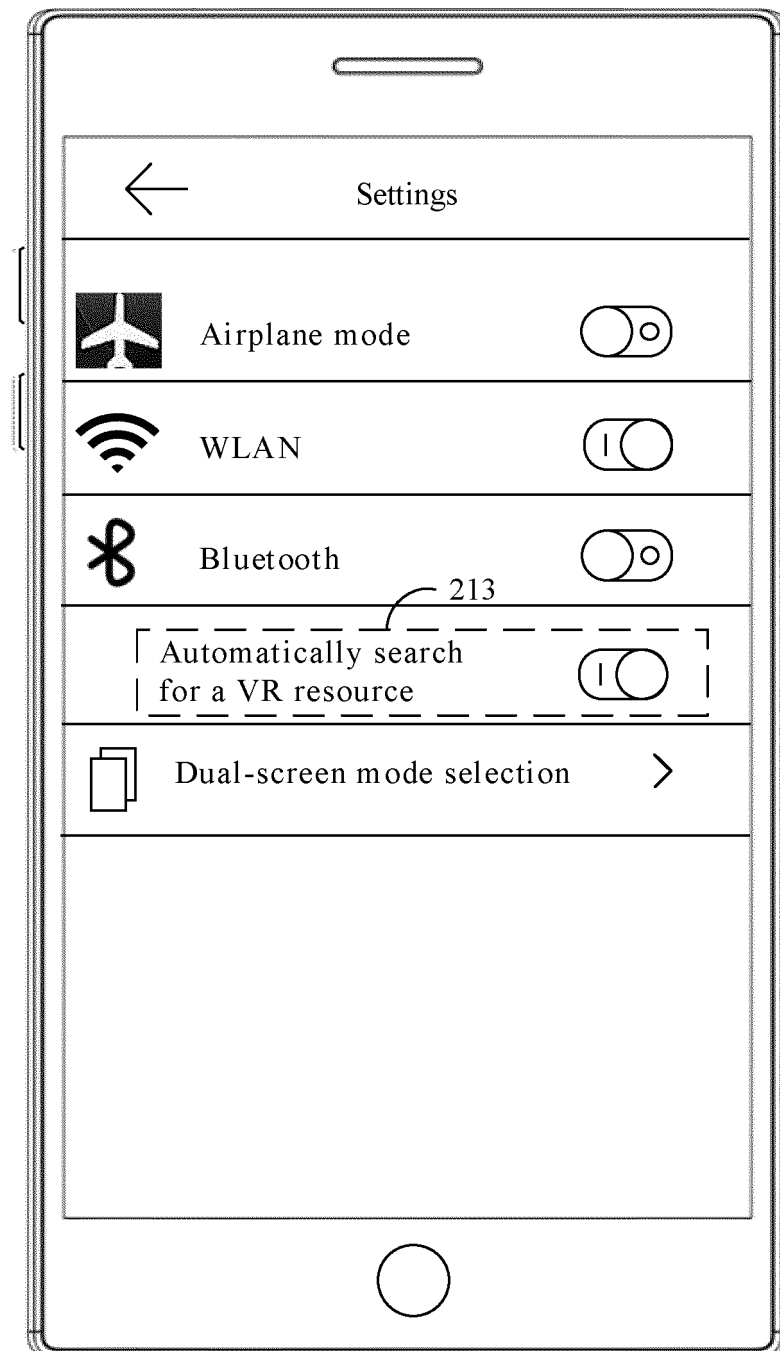 Settings
Airplane mode
WLAN
Bluetooth
213
Automatically search
for a VR resource
Dual-screen mode selection